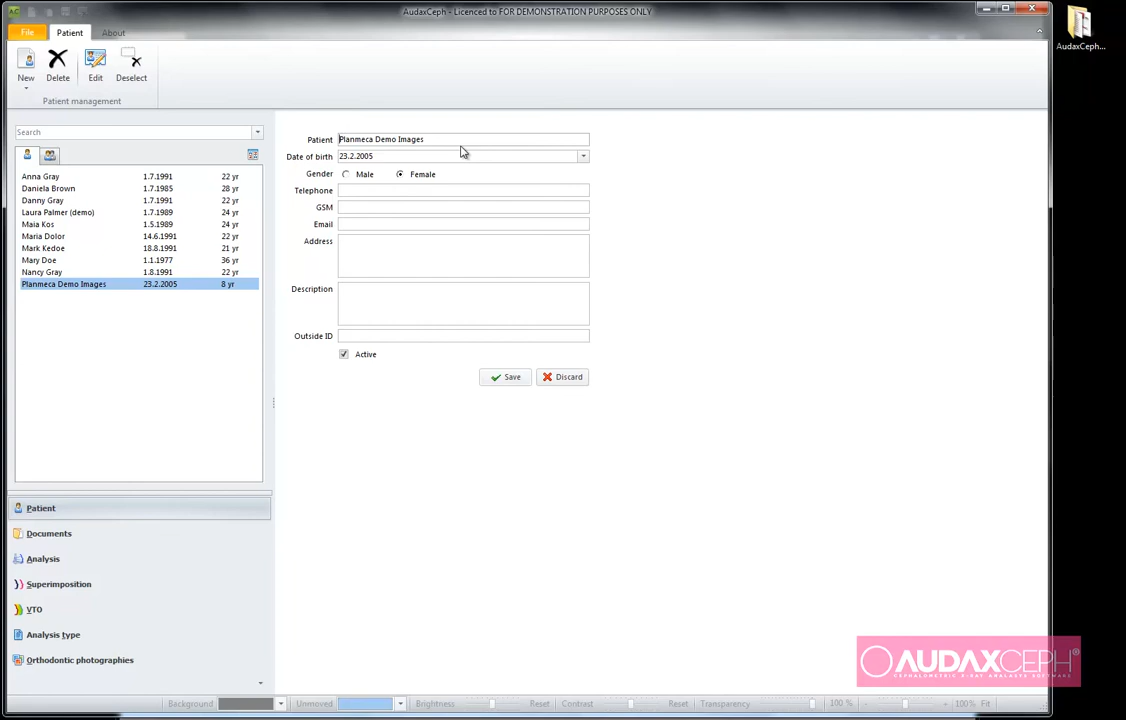 AudaxCeph - Licenced to FOR DEMONSTRATION PURPOSES ONLY
File Patient About
New Delete Edit Deselect
Patient management
Search
Anna Gray 1.7.1991 22 yr
Daniela Brown 1.7.1985 28 yr
Danny Gray 1.7.1991 22 yr
Laura Palmer (demo) 1.7.1989 24 yr
Maia Kos 1.5.1989 24 yr
Maria Dolor 14.6.1991 22 yr
Mark Kedoe 18.8.1991 21 yr
Mary Doe 1.1.1977 36 yr
Nancy Gray 1.8.1991 22 yr
Planmeca Demo Images 23.2.2005 8 yr
Patient Planmeca Demo Images
Date of birth 23.2.2005
Gender Male Female
Telephone
GSM
Email
Address
Description
Outside ID
Active
Save Discard
Patient
Documents
Analysis
Superimposition
VTO
Analysis type
Orthodontic photographies
AudaxCeph...
AUDAXCEPH®
CEPHALOMETRIC X-RAY ANALYSIS SOFTWARE
Background Unmoved Brightness Reset Contrast Reset Transparency 100 % - + 100% Fit